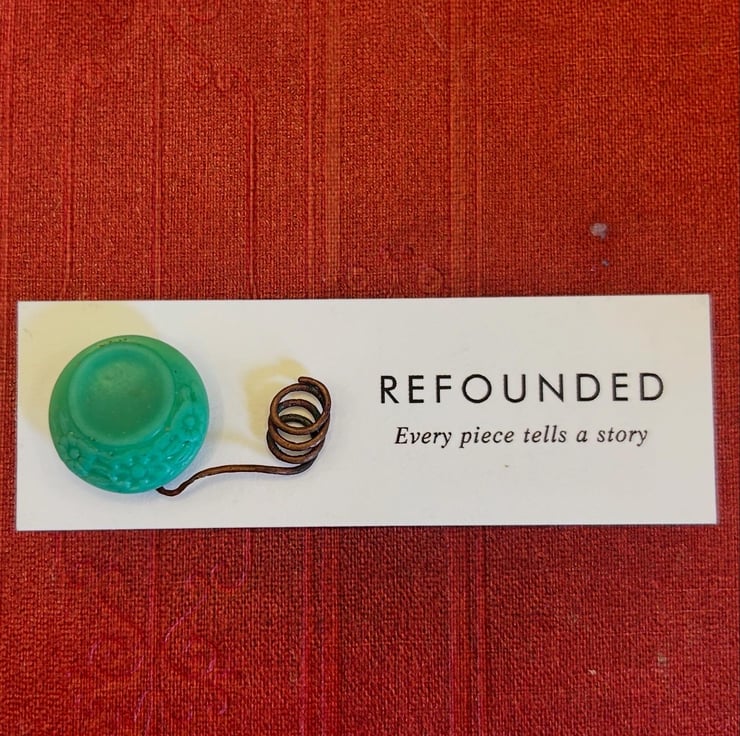 REFOUNDED
Every piece tells a story